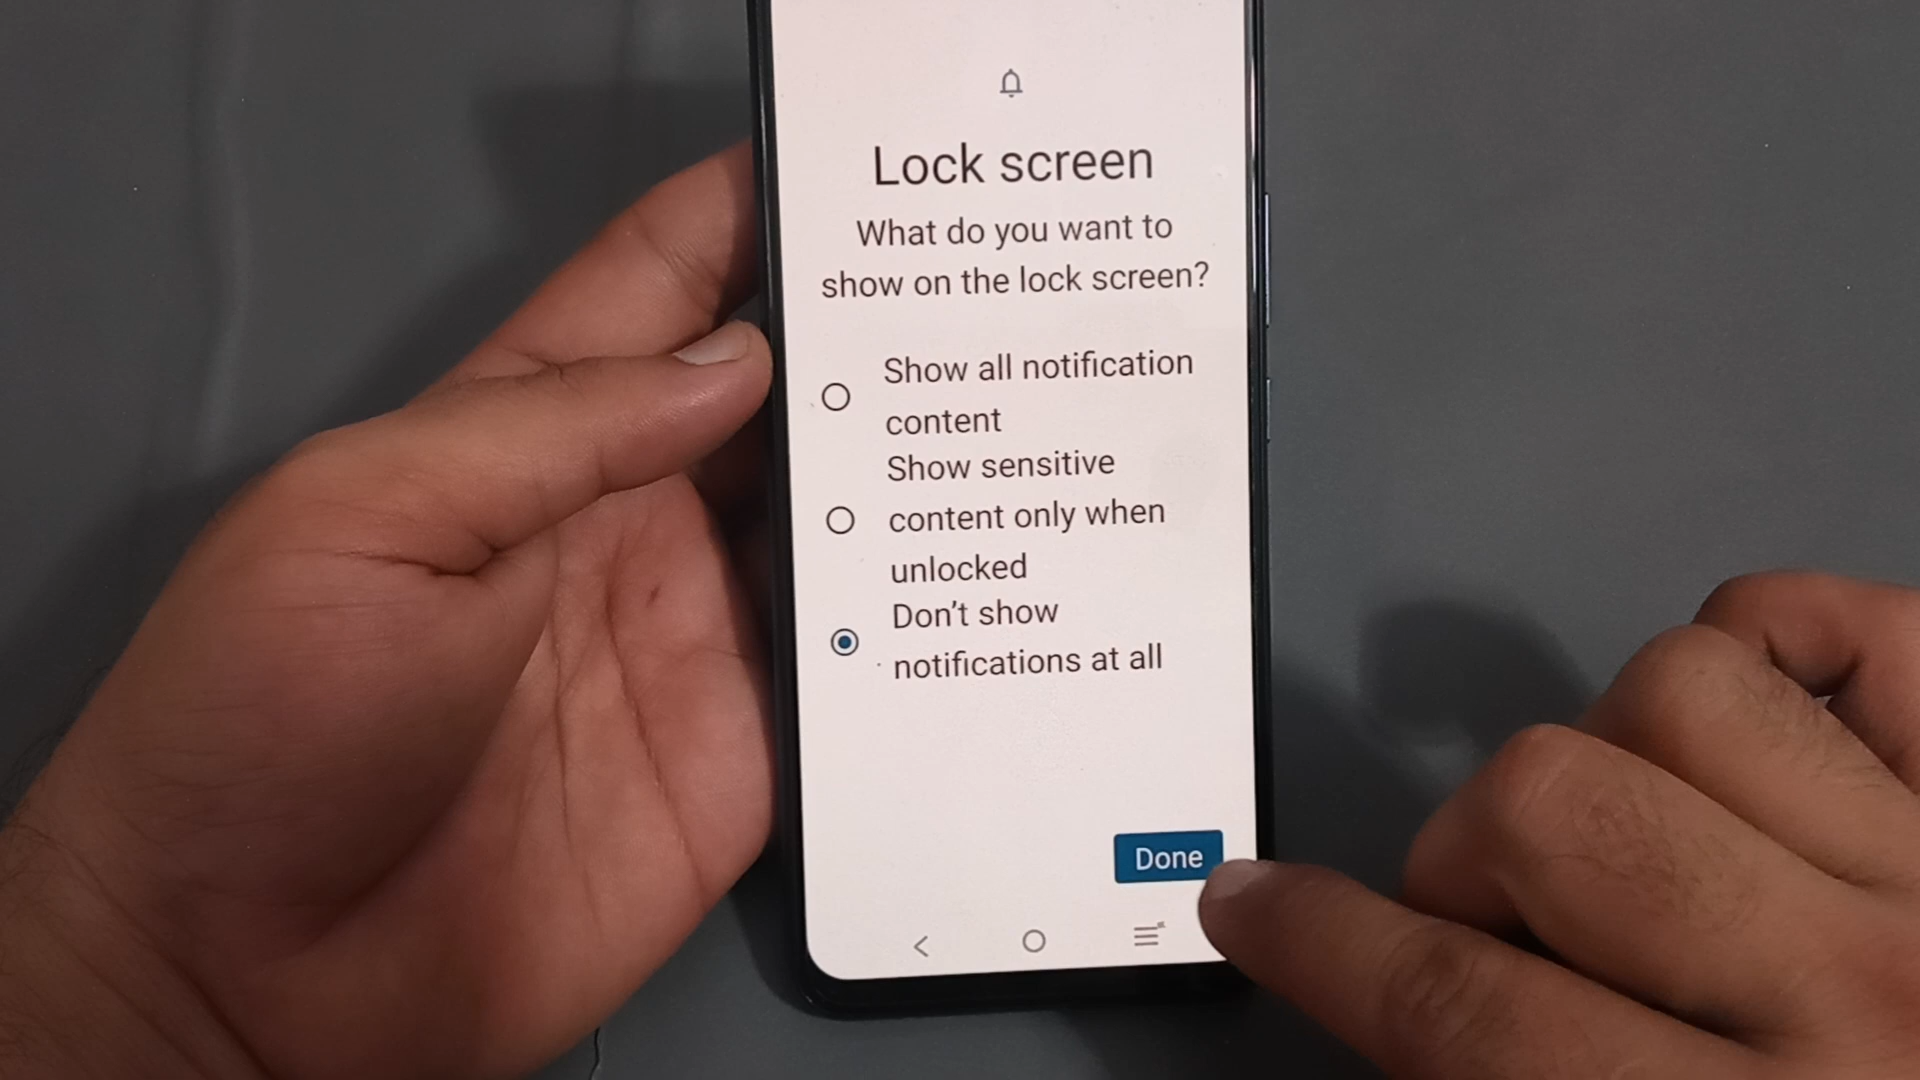 Lock screen
What do you want to
show on the lock screen?
Show all notification
content
Show sensitive
content only when
unlocked
Don't show
notifications at all
Done